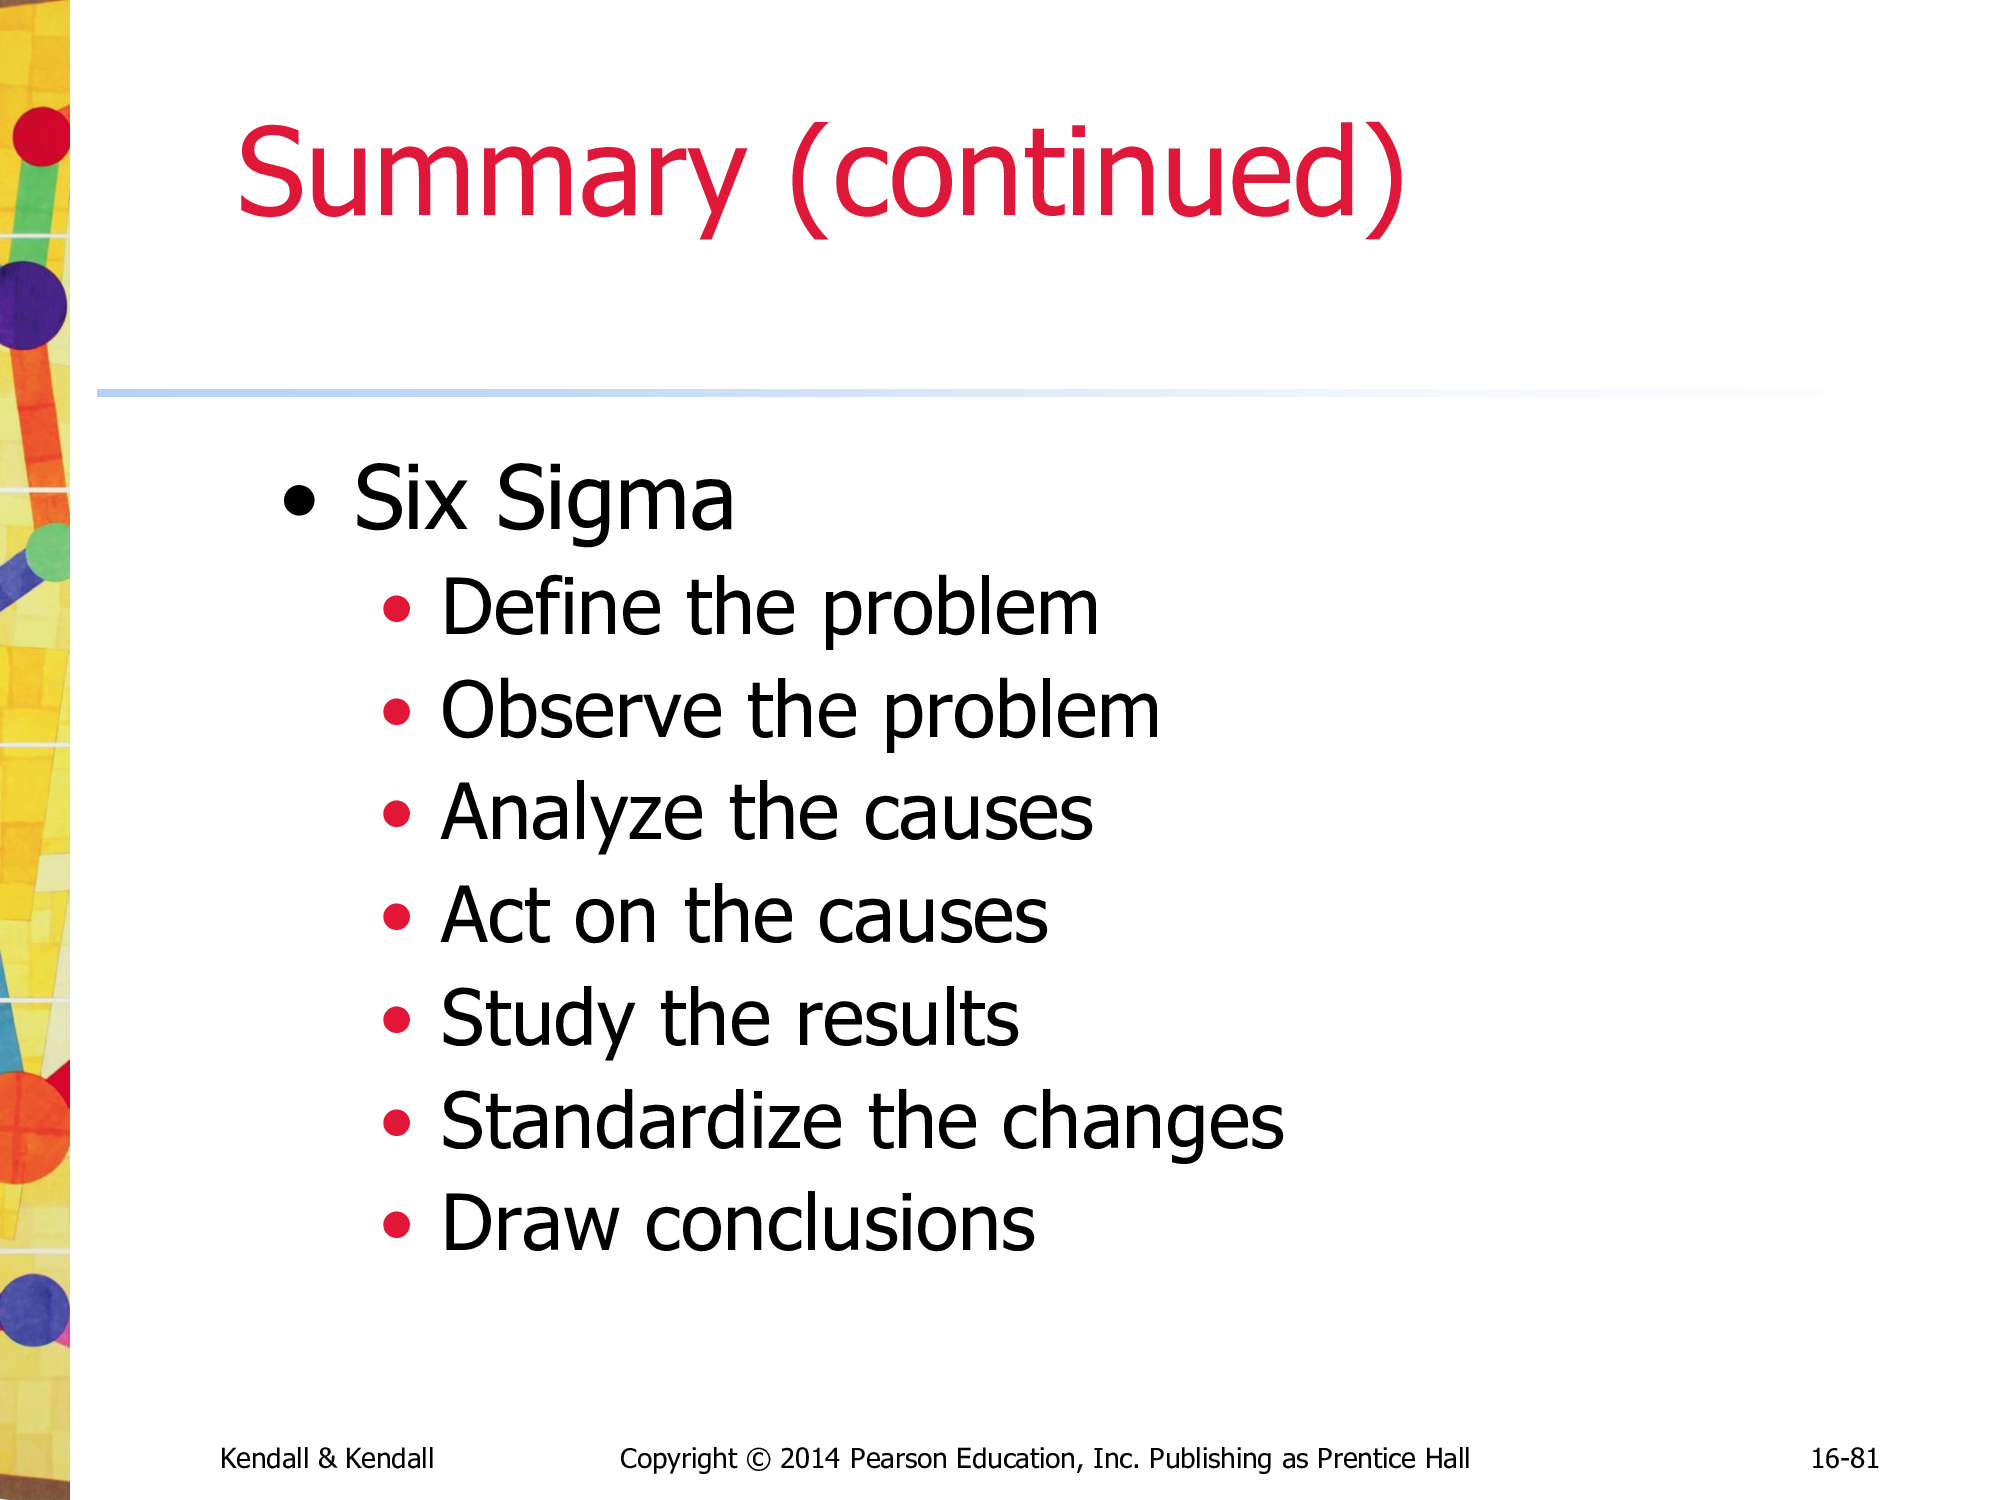 Summary (continued)
• Six Sigma
• Define the problem
• Observe the problem
• Analyze the causes
• Act on the causes
• Study the results
• Standardize the changes
• Draw conclusions
Kendall & Kendall
Copyright © 2014 Pearson Education, Inc. Publishing as Prentice Hall
16-81